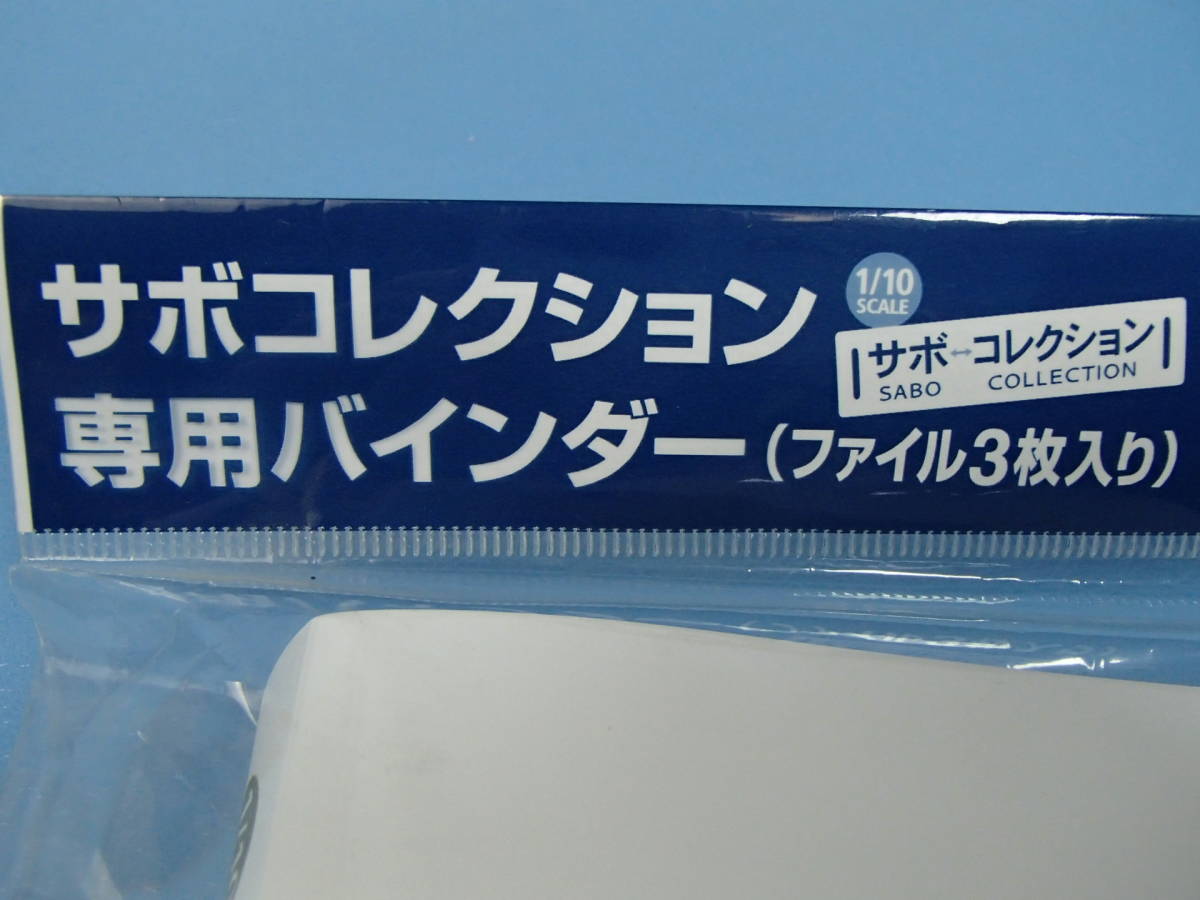 サボコレクション
専用バインダー（ファイル3枚入り）
1/10
SCALE
サボ↔コレクション
SABO COLLECTION